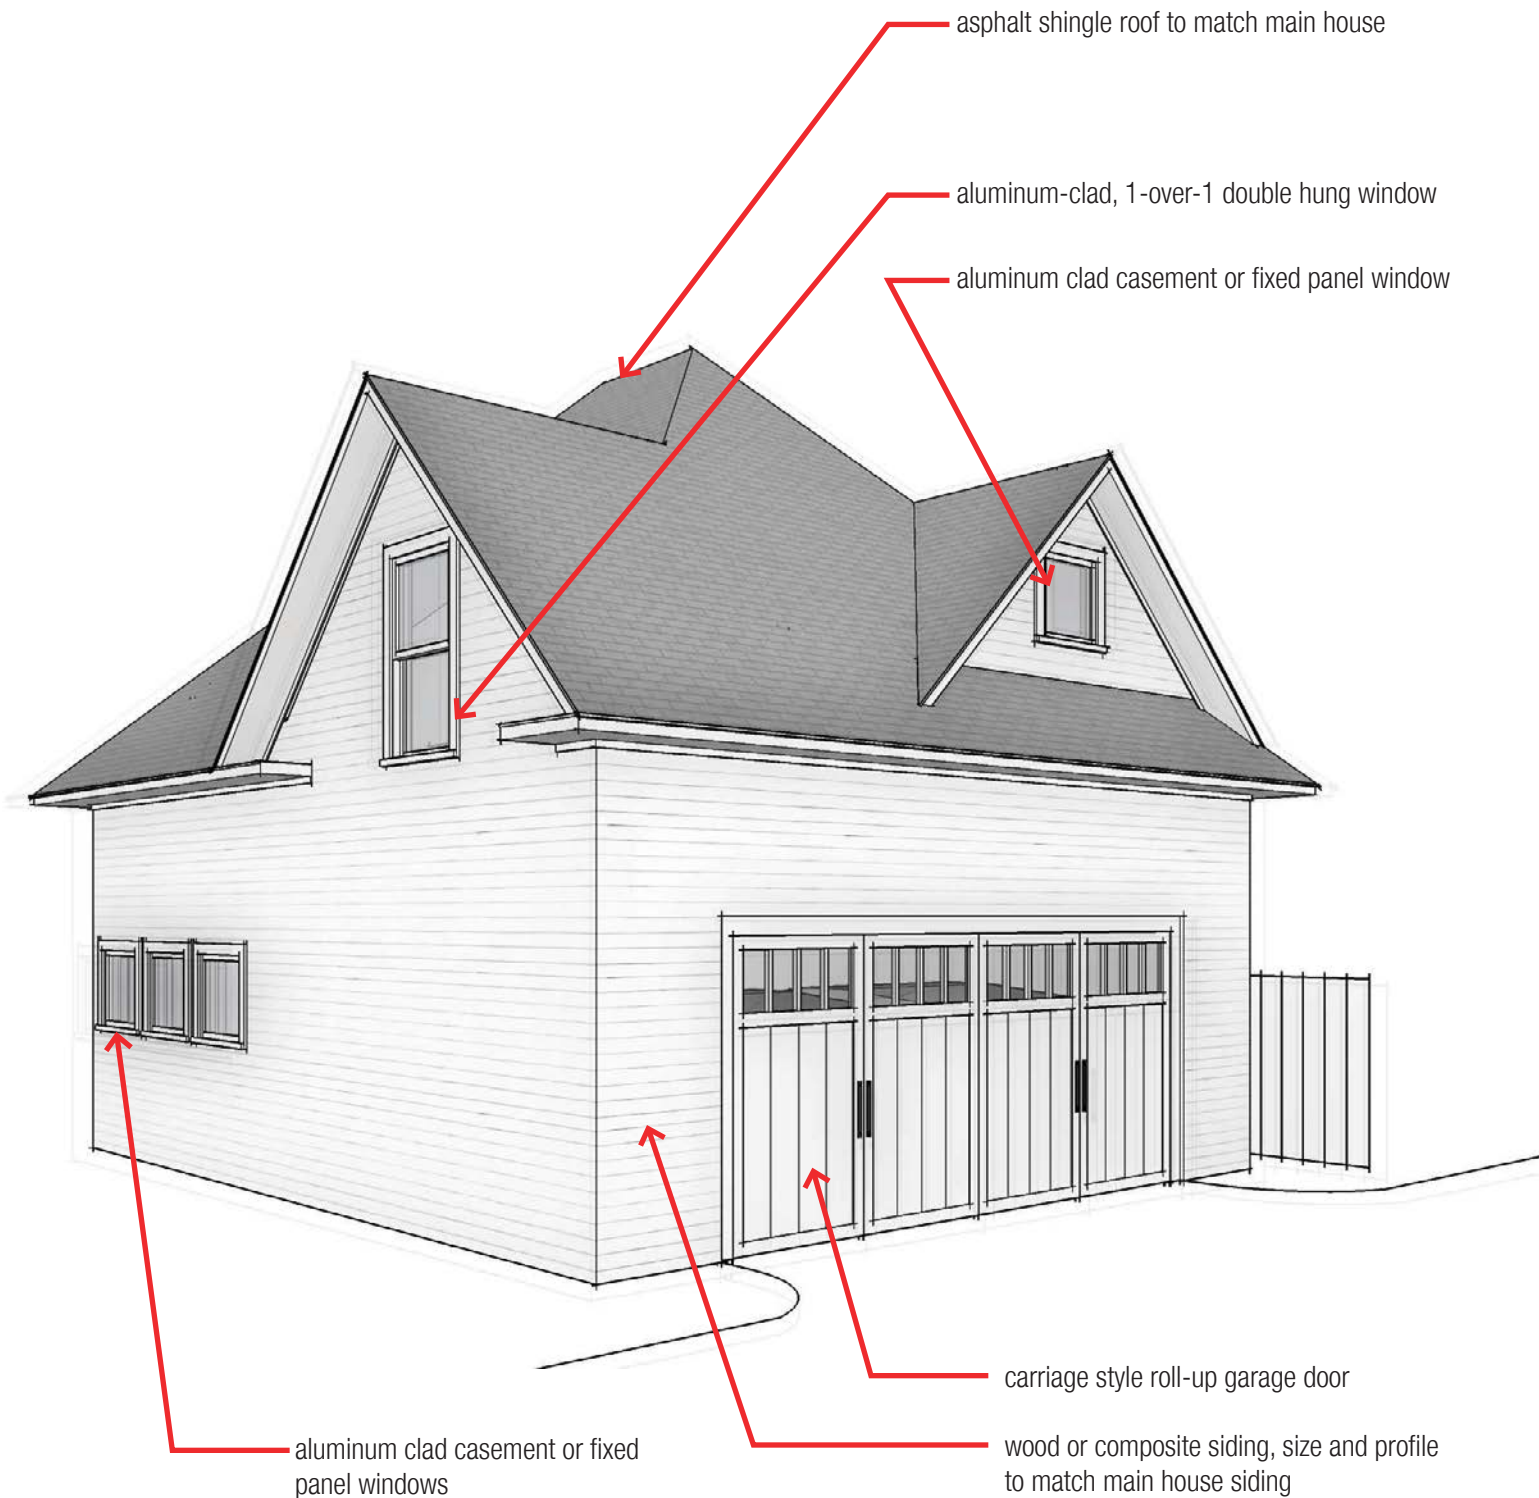 asphalt shingle roof to match main house
aluminum-clad, 1-over-1 double hung window
aluminum clad casement or fixed panel window
carriage style roll-up garage door
aluminum clad casement or fixed
panel windows
wood or composite siding, size and profile
to match main house siding